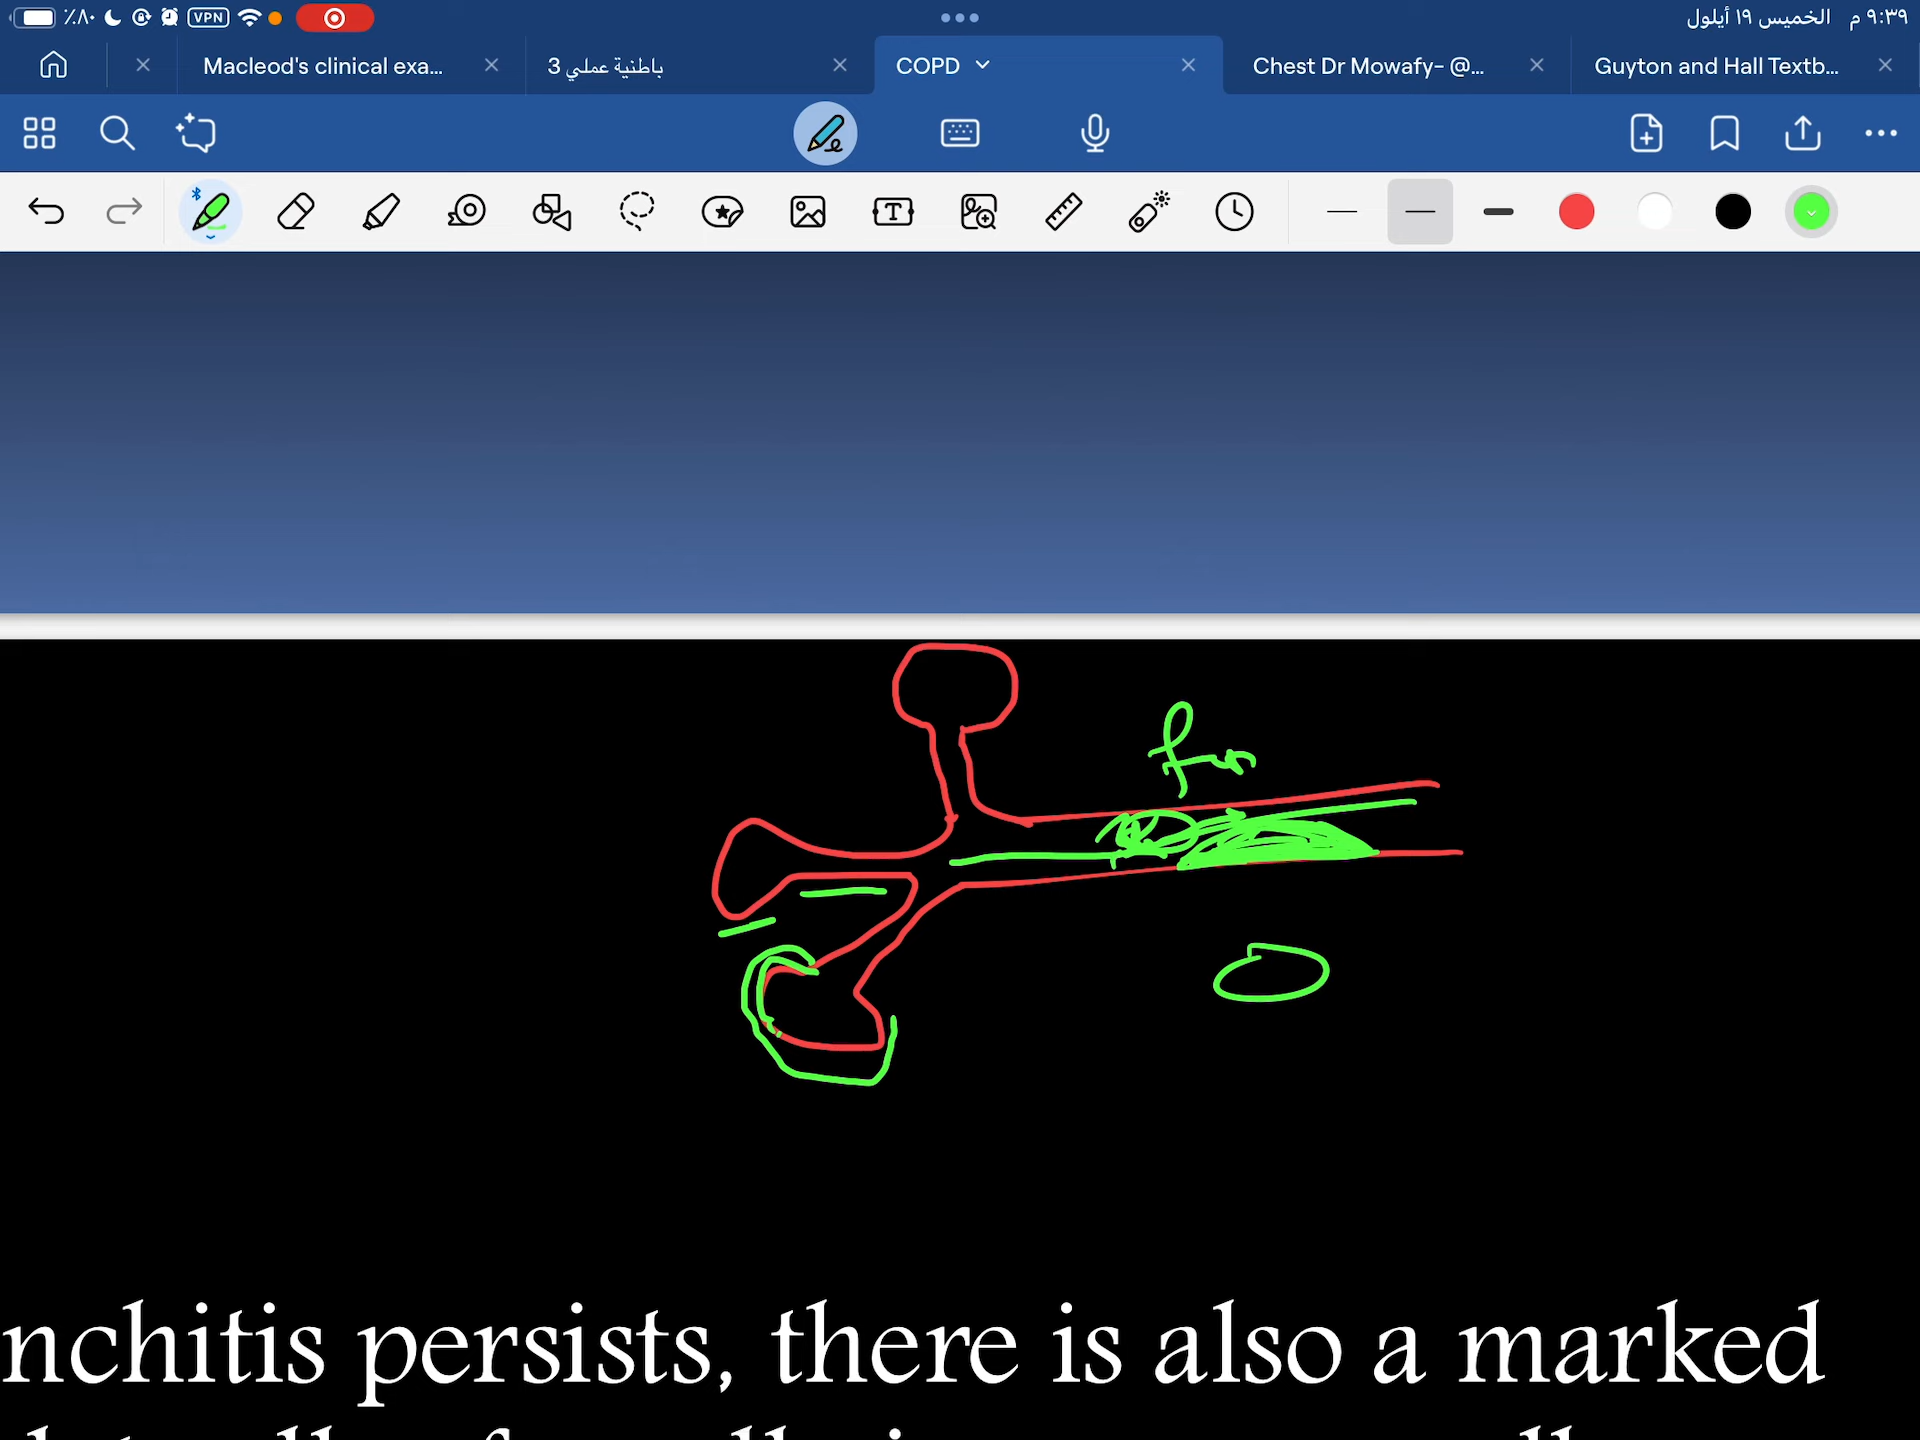 ٪٨٠ VPN ٩:٣٩ م الخميس ١٩ أيلول
Macleod's clinical exa... باطنية عملي 3 COPD Chest Dr Mowafy- @... Guyton and Hall Textb...
nchitis persists, there is also a marked